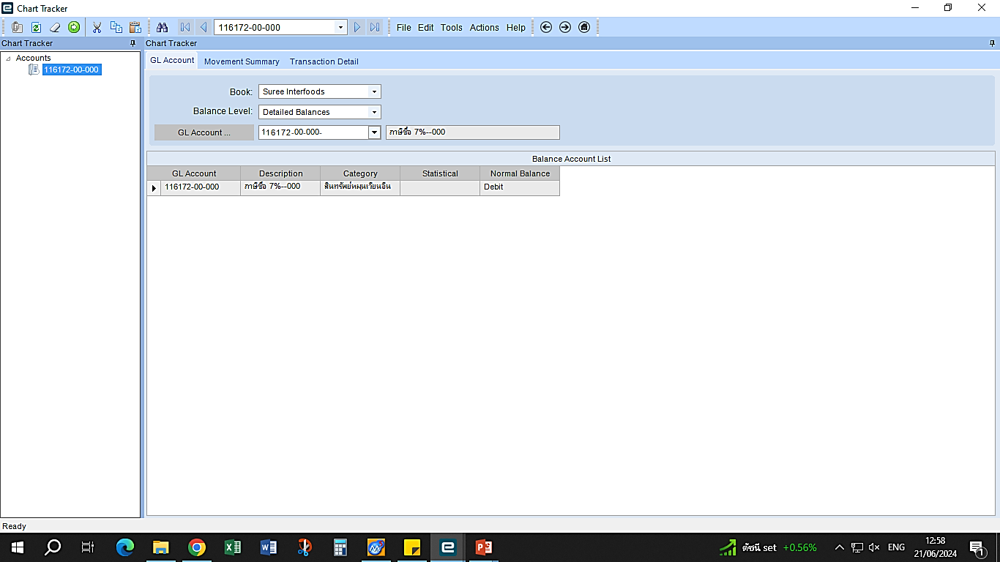 Chart Tracker
116172-00-000
File Edit Tools Actions Help
Chart Tracker
Chart Tracker
Accounts
116172-00-000
GL Account Movement Summary Transaction Detail
Book: Suree Interfoods
Balance Level: Detailed Balances
GL Account ... 116172-00-000- ภาษีซื้อ 7%--000
Balance Account List
GL Account Description Category Statistical Normal Balance
116172-00-000 ภาษีซื้อ 7%--000 สินทรัพย์หมุนเวียนอื่น Debit
Ready
ดัชนี set +0.56% ENG 12:58
21/06/2024
1